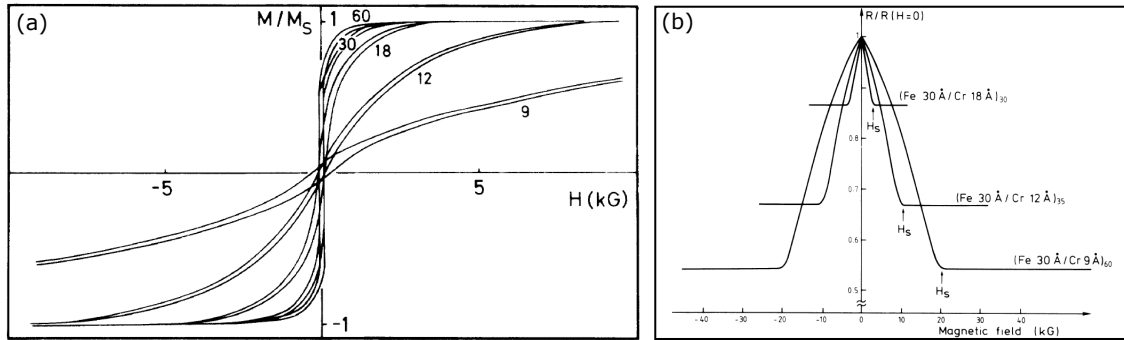 (a)
M/MS
1
60
30
18
12
9
-5
5
H (kG)
-1
(b)
R/R(H=0)
1
0.8
0.7
0.6
0.5
(Fe 30 Å/Cr 18 Å)30
HS
(Fe 30 Å/Cr 12 Å)35
HS
(Fe 30 Å/Cr 9 Å)60
HS
-40
-30
-20
-10
0
10
20
30
40
Magnetic field (kG)